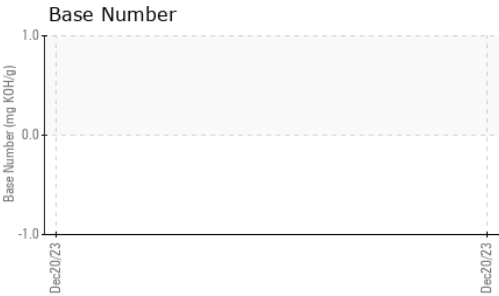 Base Number
1.0
0.0
-1.0
Base Number (mg KOH/g)
Dec20/23
Dec20/23